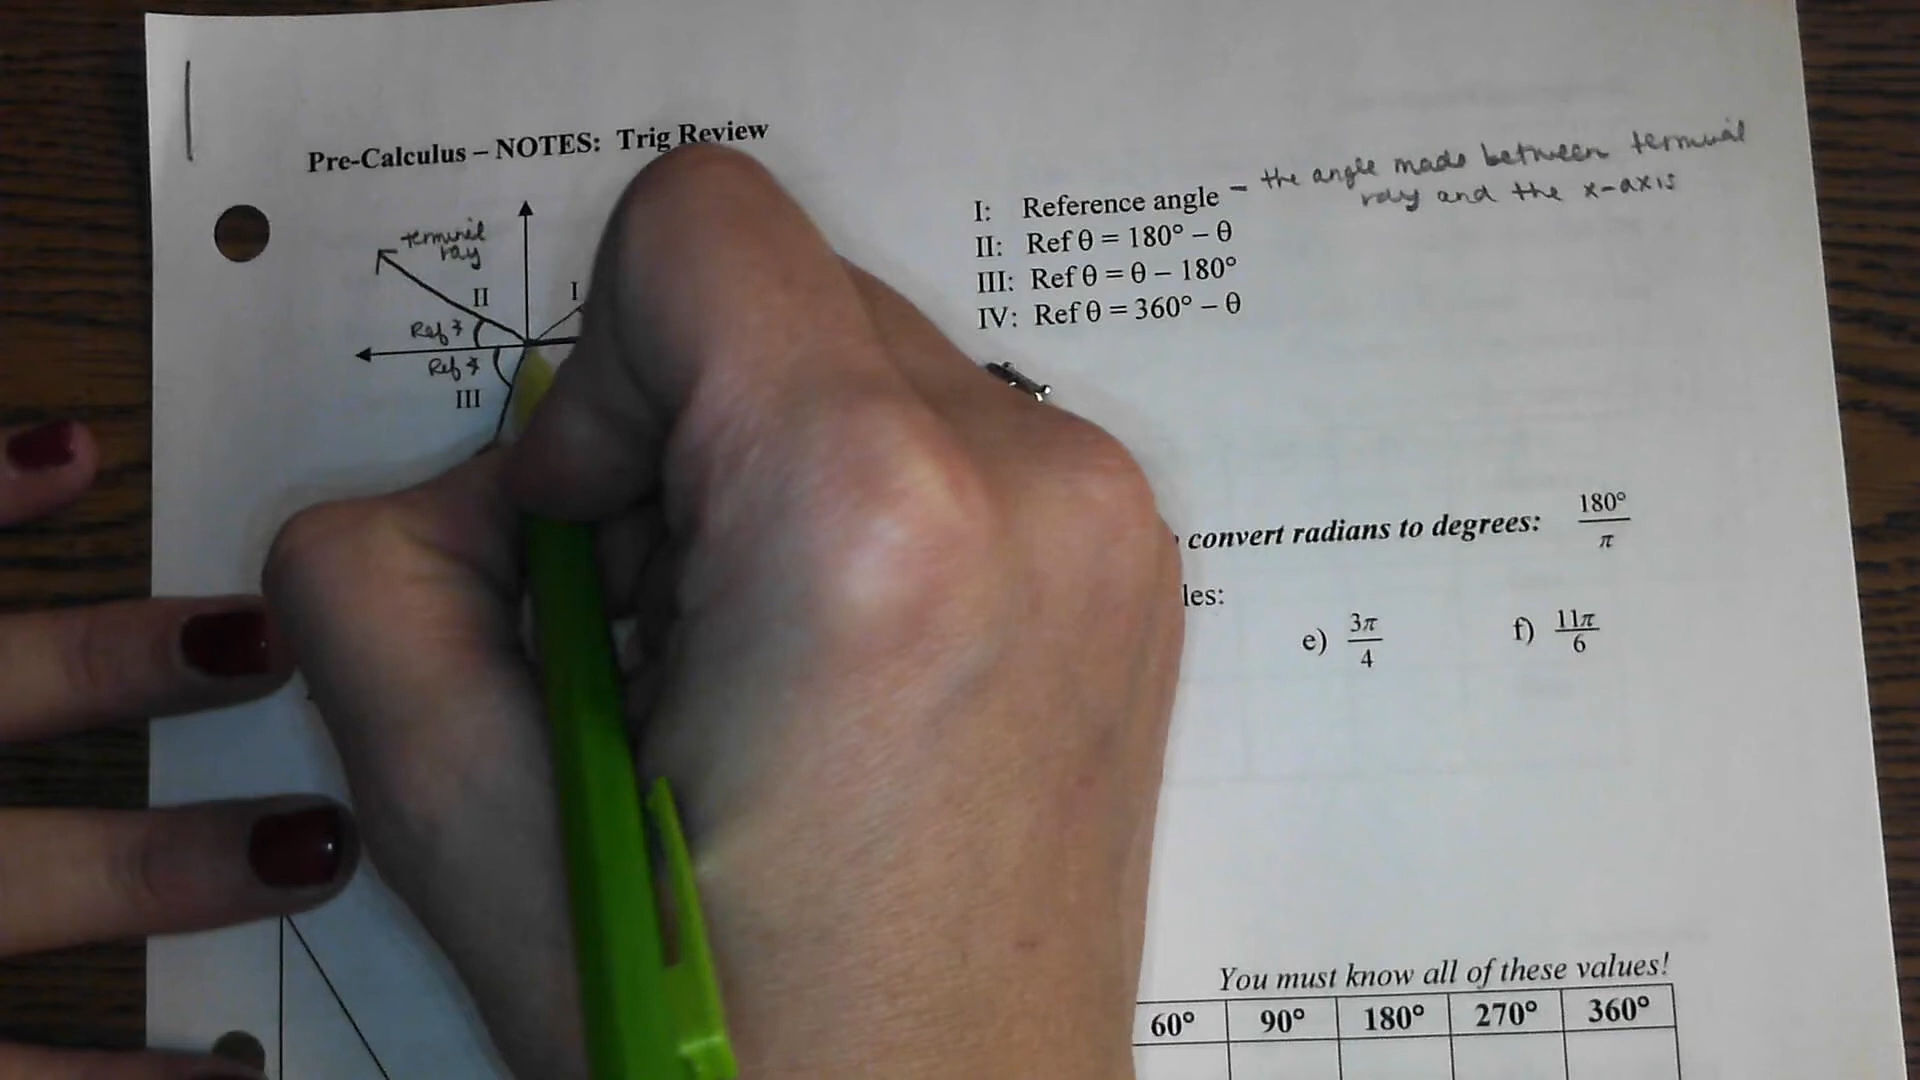 Pre-Calculus – NOTES: Trig Review
I: Reference angle – the angle made between terminal
ray and the x-axis
II: Ref θ = 180° – θ
III: Ref θ = θ – 180°
IV: Ref θ = 360° – θ
terminal
ray
II
I
Ref ∡
Ref ∡
III
convert radians to degrees: 180°/π
les:
e) 3π/4 f) 11π/6
You must know all of these values!
60° 90° 180° 270° 360°